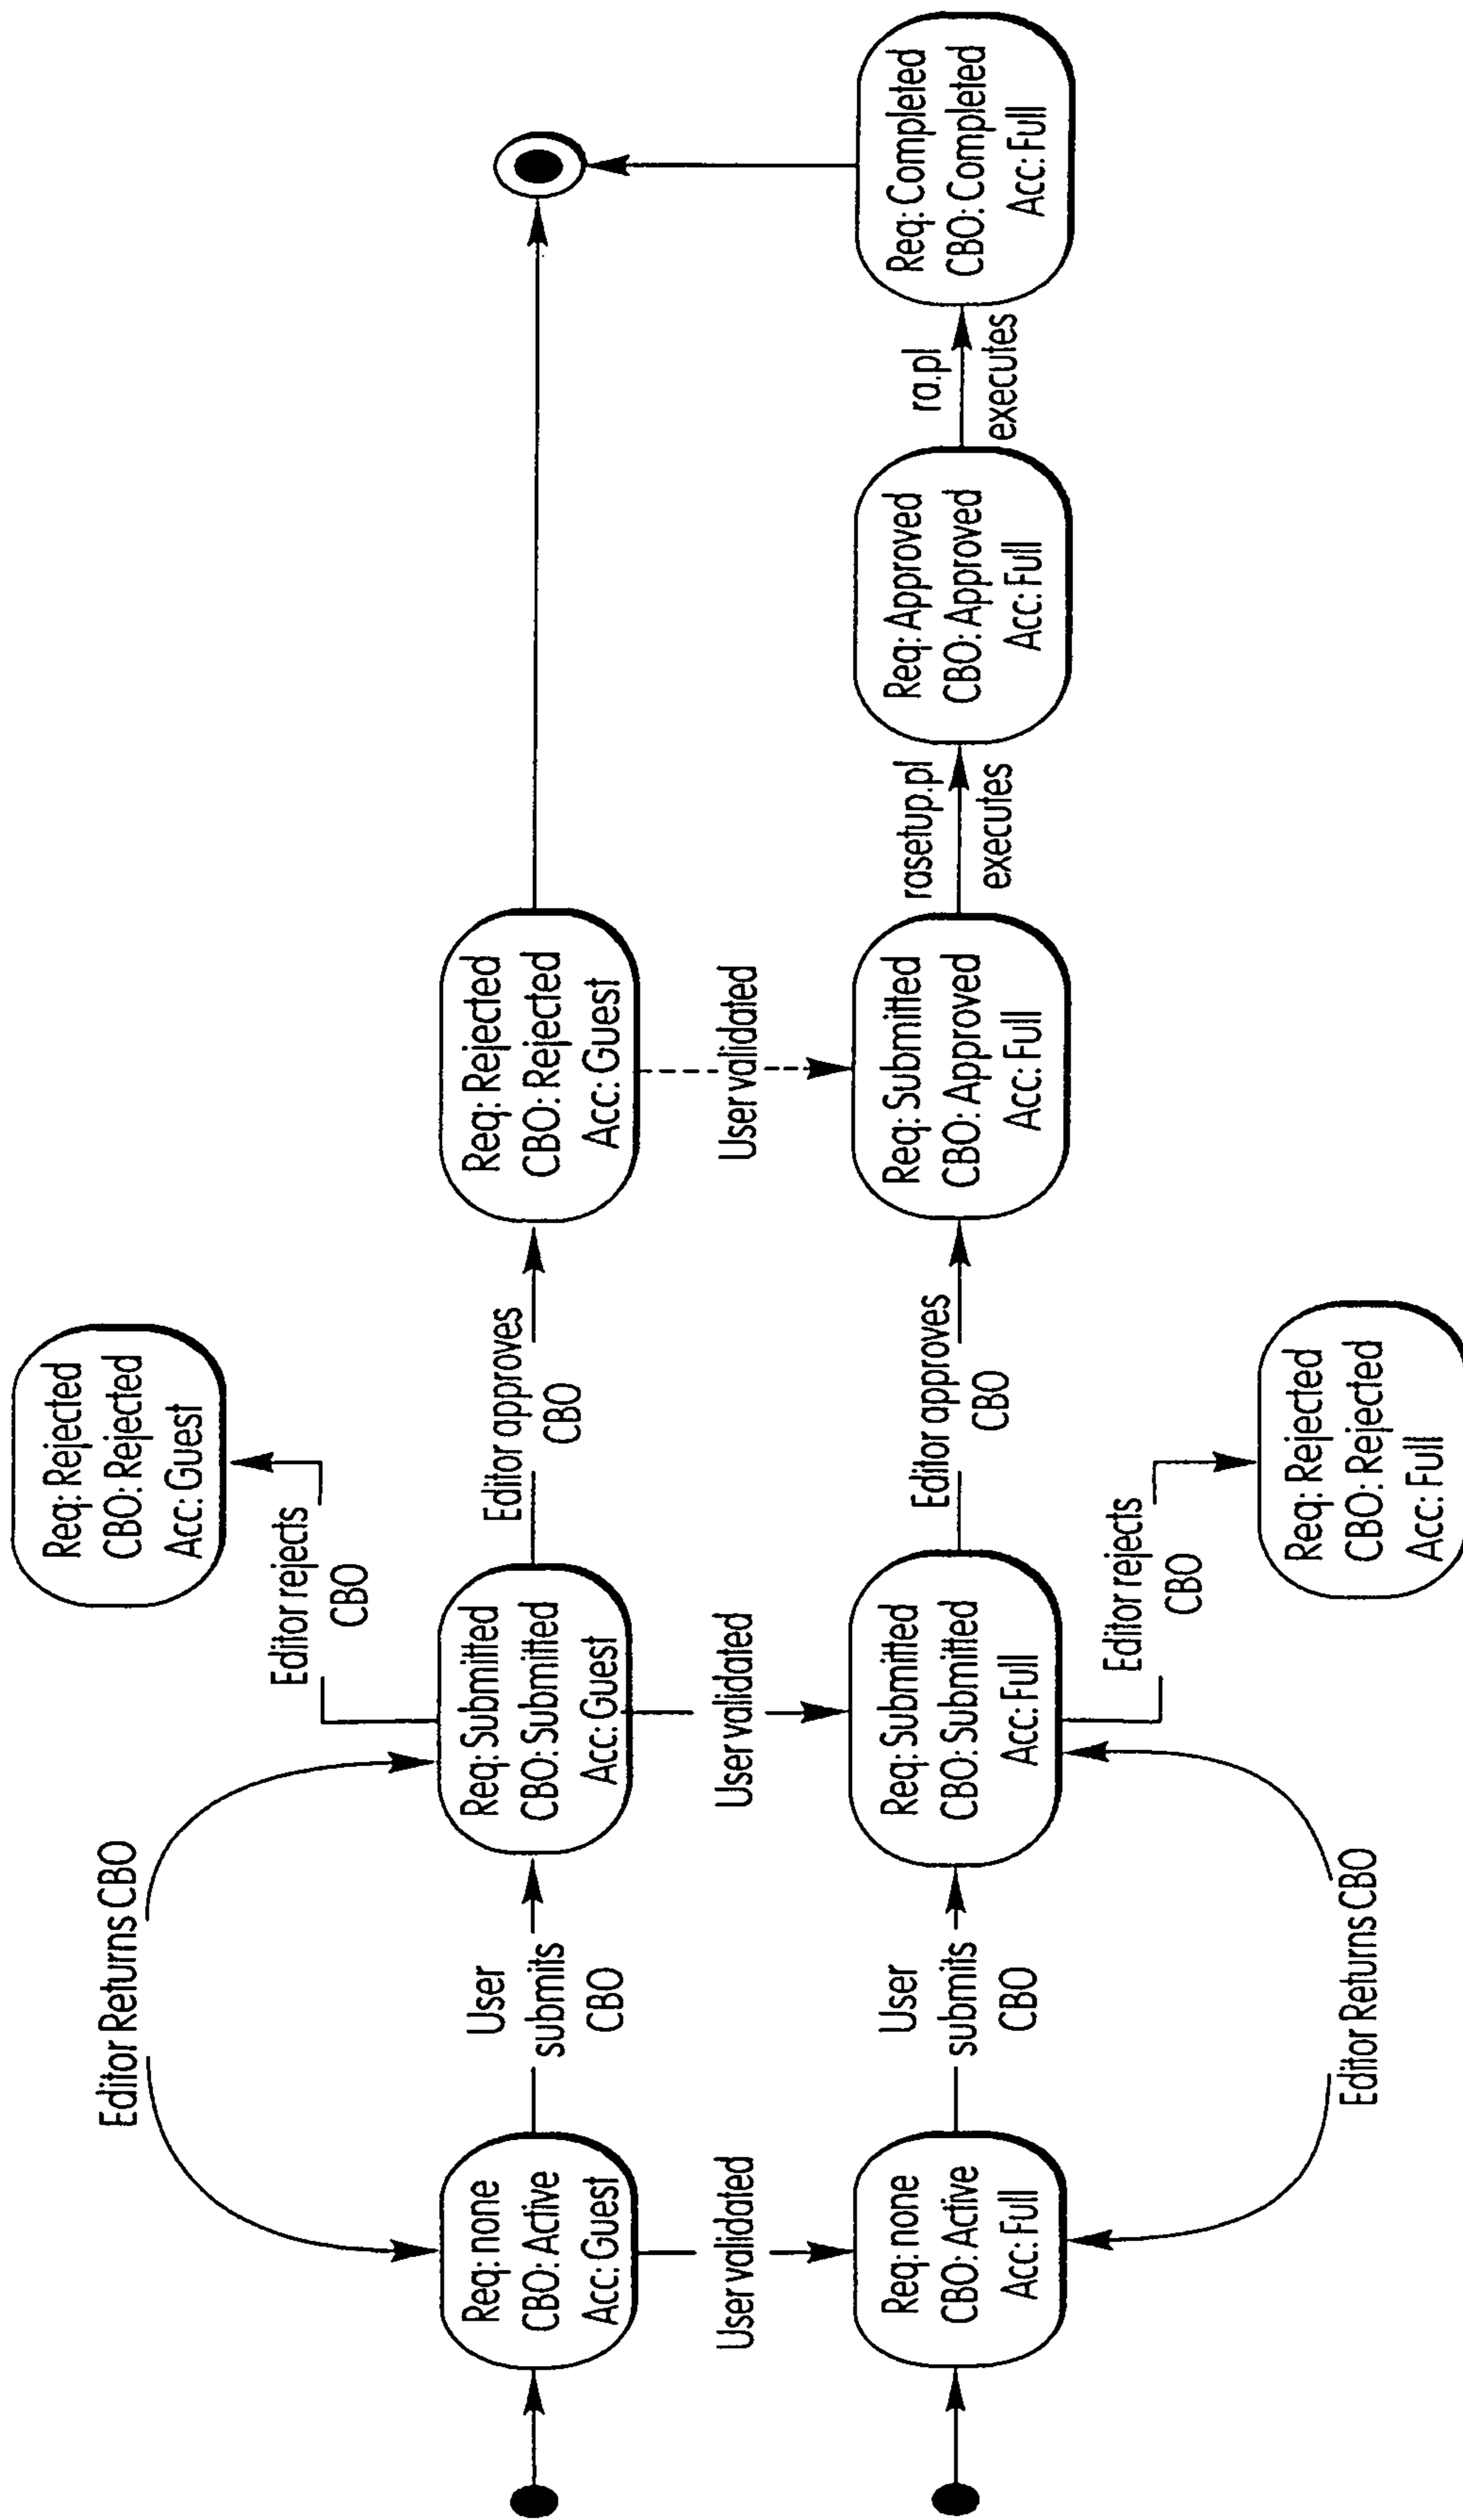 Req: Rejected
CBO: Rejected
Acc: Guest
Editor Returns CBO
Editor rejects
CBO
Req: none
CBO: Active
Acc: Guest
User
submits
CBO
Req: Submitted
CBO: Submitted
Acc: Guest
Editor approves
CBO
Req: Rejected
CBO: Rejected
Acc: Guest
User validated
User validated
User validated
Req: none
CBO: Active
Acc: Full
User
submits
CBO
Req: Submitted
CBO: Submitted
Acc: Full
Editor approves
CBO
Req: Submitted
CBO: Approved
Acc: Full
rasetup.pl
executes
Req: Approved
CBO: Approved
Acc: Full
ra.pl
executes
Req: Completed
CBO: Completed
Acc: Full
Editor rejects
CBO
Editor Returns CBO
Req: Rejected
CBO: Rejected
Acc: Full